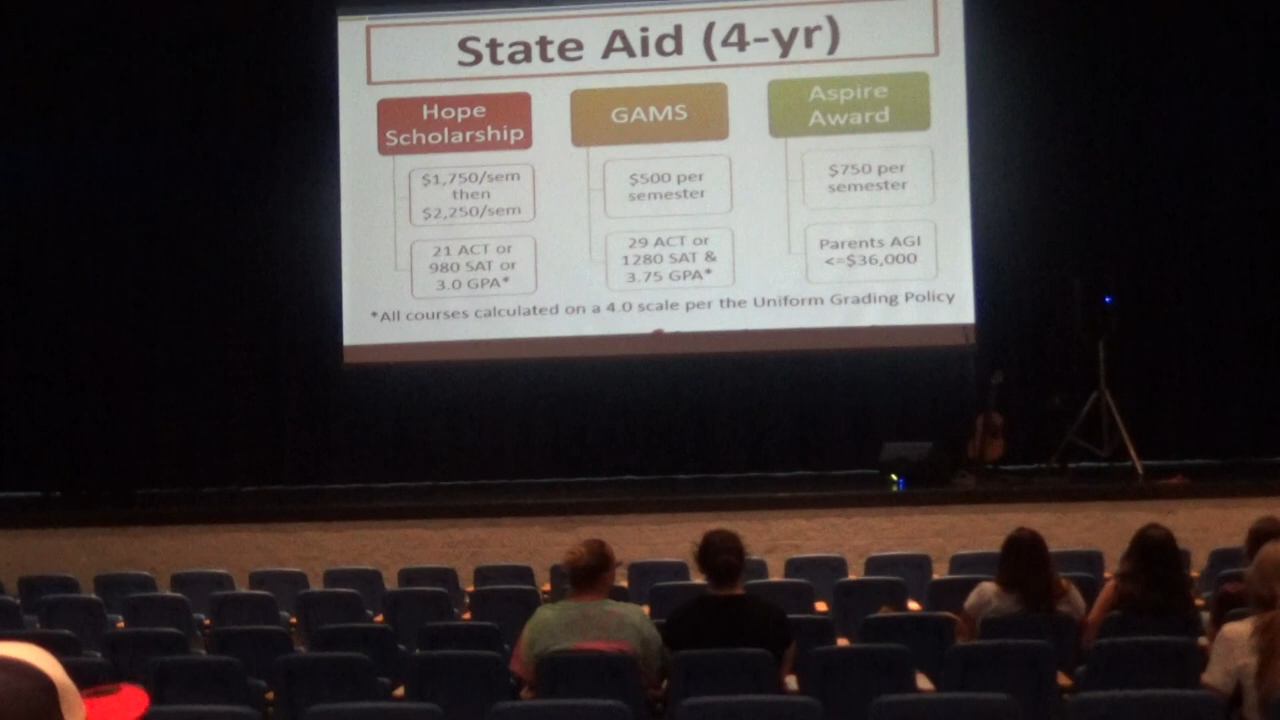 State Aid (4-yr)
Hope
Scholarship
$1,750/sem
then
$2,250/sem
21 ACT or
980 SAT or
3.0 GPA*
GAMS
$500 per
semester
29 ACT or
1280 SAT &
3.75 GPA*
Aspire
Award
$750 per
semester
Parents AGI
<=$36,000
*All courses calculated on a 4.0 scale per the Uniform Grading Policy